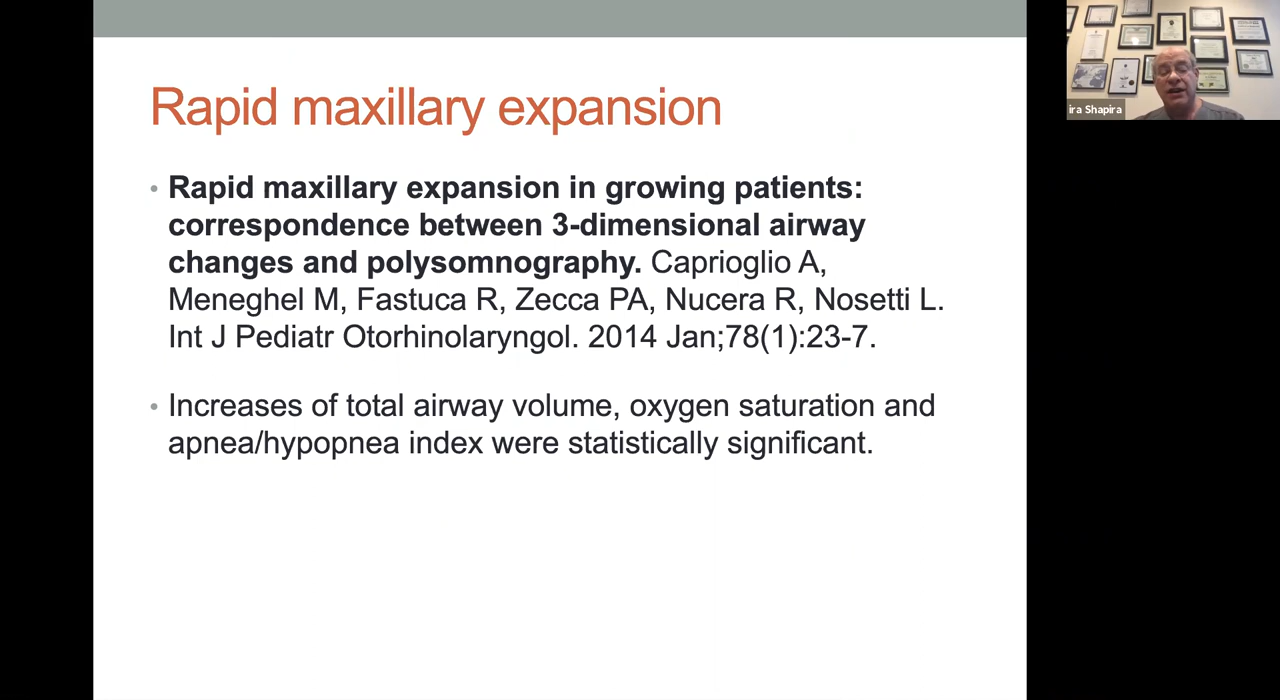 Rapid maxillary expansion
• Rapid maxillary expansion in growing patients:
correspondence between 3-dimensional airway
changes and polysomnography. Caprioglio A,
Meneghel M, Fastuca R, Zecca PA, Nucera R, Nosetti L.
Int J Pediatr Otorhinolaryngol. 2014 Jan;78(1):23-7.
• Increases of total airway volume, oxygen saturation and
apnea/hypopnea index were statistically significant.
ira Shapira